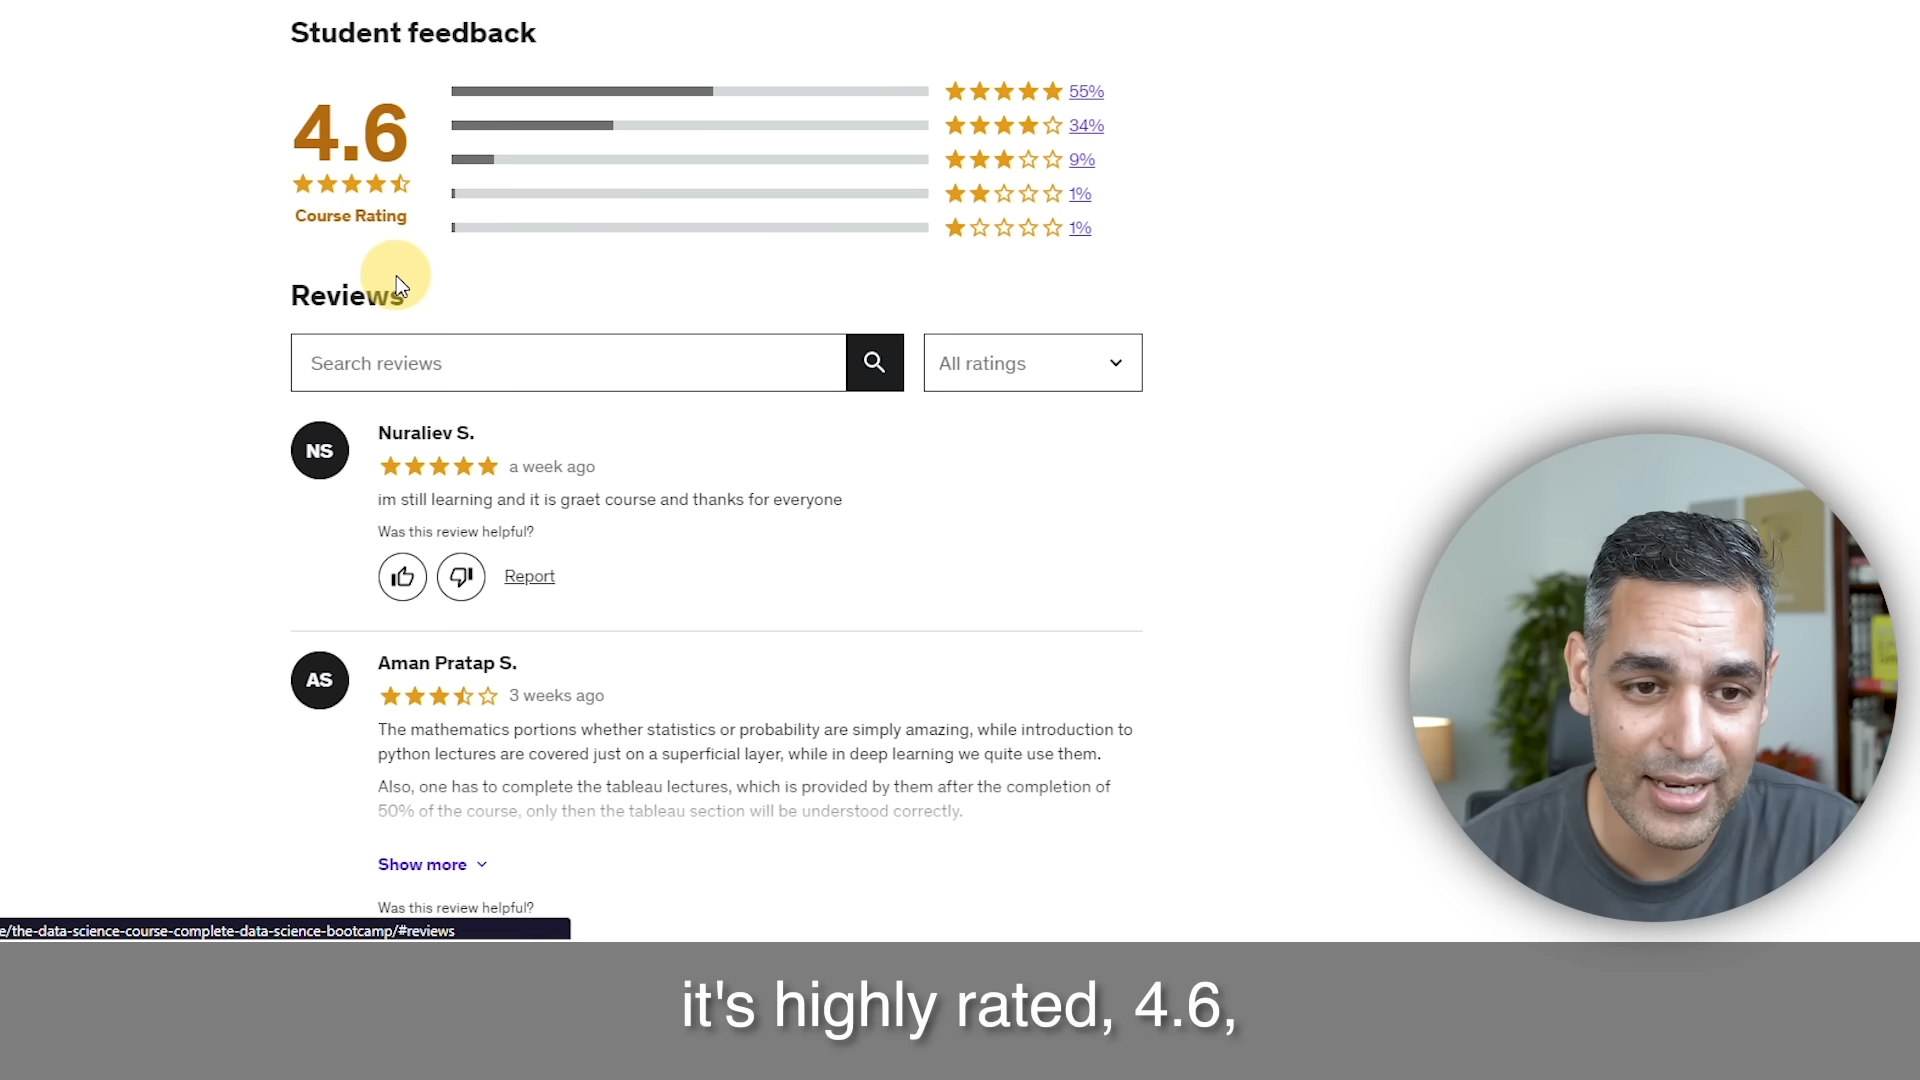 Student feedback
4.6
Course Rating
55%
34%
9%
1%
1%
Reviews
Search reviews
All ratings
NS
Nuraliev S.
a week ago
im still learning and it is graet course and thanks for everyone
Was this review helpful?
Report
AS
Aman Pratap S.
3 weeks ago
The mathematics portions whether statistics or probability are simply amazing, while introduction to
python lectures are covered just on a superficial layer, while in deep learning we quite use them.
Also, one has to complete the tableau lectures, which is provided by them after the completion of
50% of the course, only then the tableau section will be understood correctly.
Show more
Was this review helpful?
e/the-data-science-course-complete-data-science-bootcamp/#reviews
it's highly rated, 4.6,